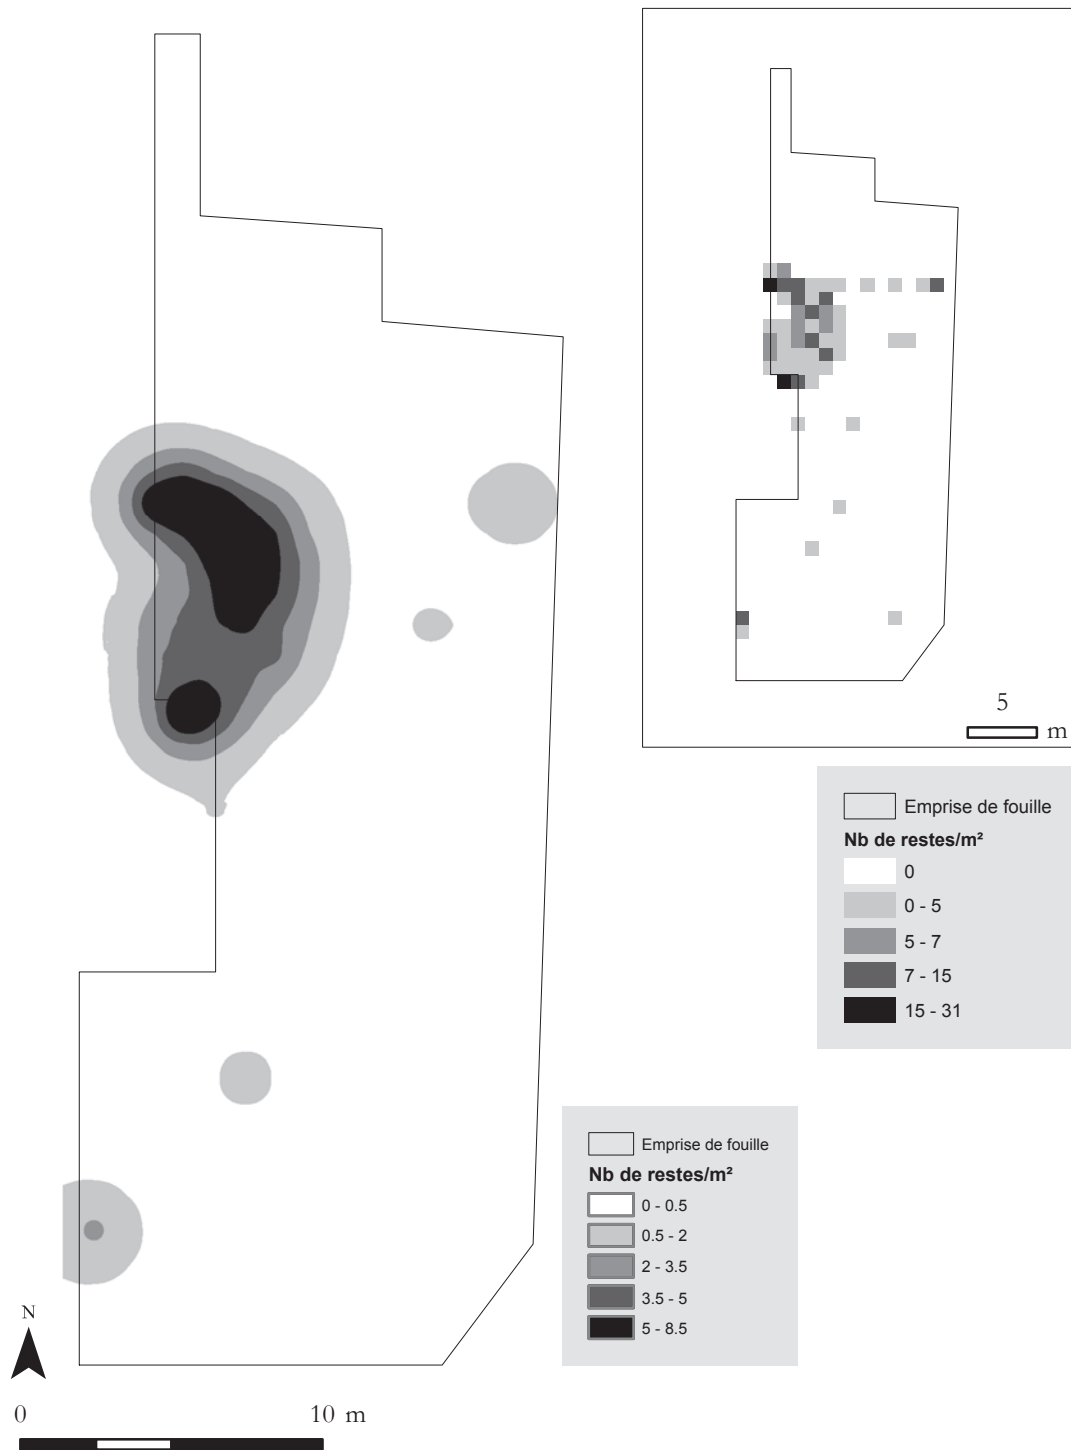 5
m
Emprise de fouille
Nb de restes/m²
0
0 - 5
5 - 7
7 - 15
15 - 31
Emprise de fouille
Nb de restes/m²
0 - 0.5
0.5 - 2
2 - 3.5
3.5 - 5
5 - 8.5
N
0 10 m